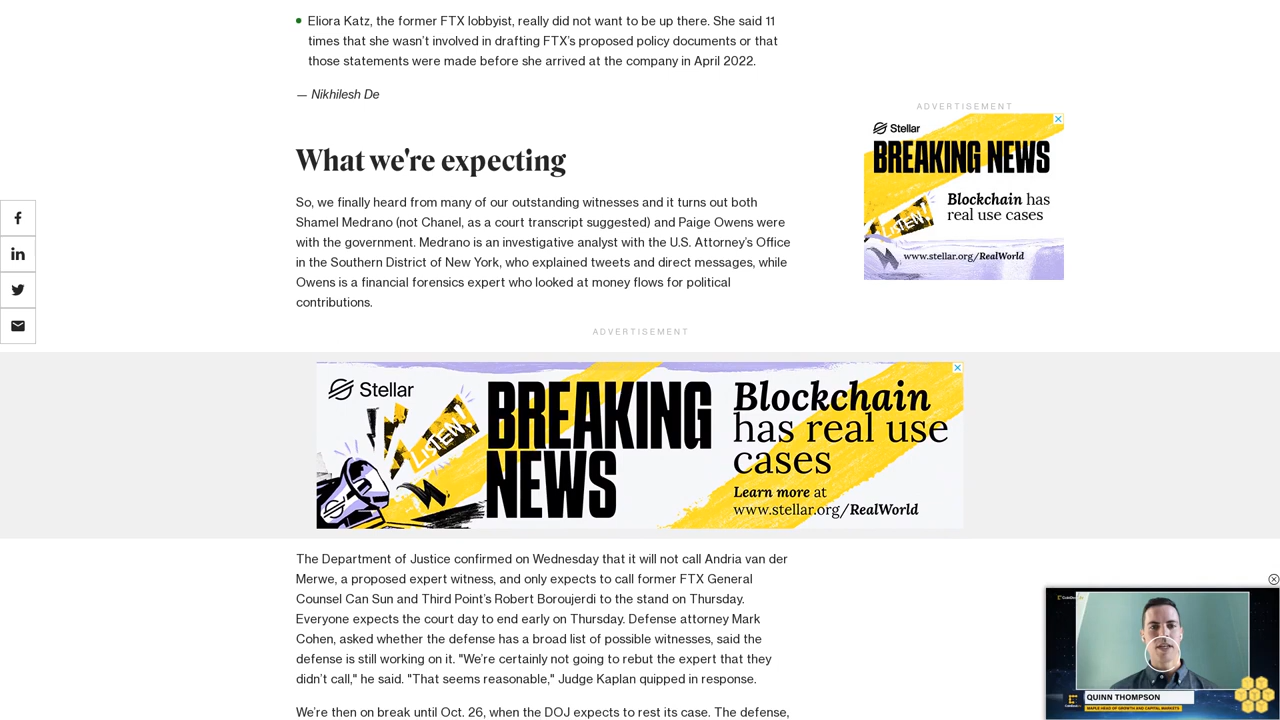 Eliora Katz, the former FTX lobbyist, really did not want to be up there. She said 11
times that she wasn’t involved in drafting FTX’s proposed policy documents or that
those statements were made before she arrived at the company in April 2022.
— Nikhilesh De
What we're expecting
So, we finally heard from many of our outstanding witnesses and it turns out both
Shamel Medrano (not Chanel, as a court transcript suggested) and Paige Owens were
with the government. Medrano is an investigative analyst with the U.S. Attorney’s Office
in the Southern District of New York, who explained tweets and direct messages, while
Owens is a financial forensics expert who looked at money flows for political
contributions.
ADVERTISEMENT
Stellar
BREAKING NEWS
LISTEN!
Blockchain has
real use cases
www.stellar.org/RealWorld
ADVERTISEMENT
Stellar
LISTEN!
BREAKING
NEWS
Blockchain
has real use
cases
Learn more at
www.stellar.org/RealWorld
The Department of Justice confirmed on Wednesday that it will not call Andria van der
Merwe, a proposed expert witness, and only expects to call former FTX General
Counsel Can Sun and Third Point’s Robert Boroujerdi to the stand on Thursday.
Everyone expects the court day to end early on Thursday. Defense attorney Mark
Cohen, asked whether the defense has a broad list of possible witnesses, said the
defense is still working on it. "We’re certainly not going to rebut the expert that they
didn’t call," he said. "That seems reasonable," Judge Kaplan quipped in response.
We’re then on break until Oct. 26, when the DOJ expects to rest its case. The defense,
QUINN THOMPSON
MAPLE HEAD OF GROWTH AND CAPITAL MARKETS